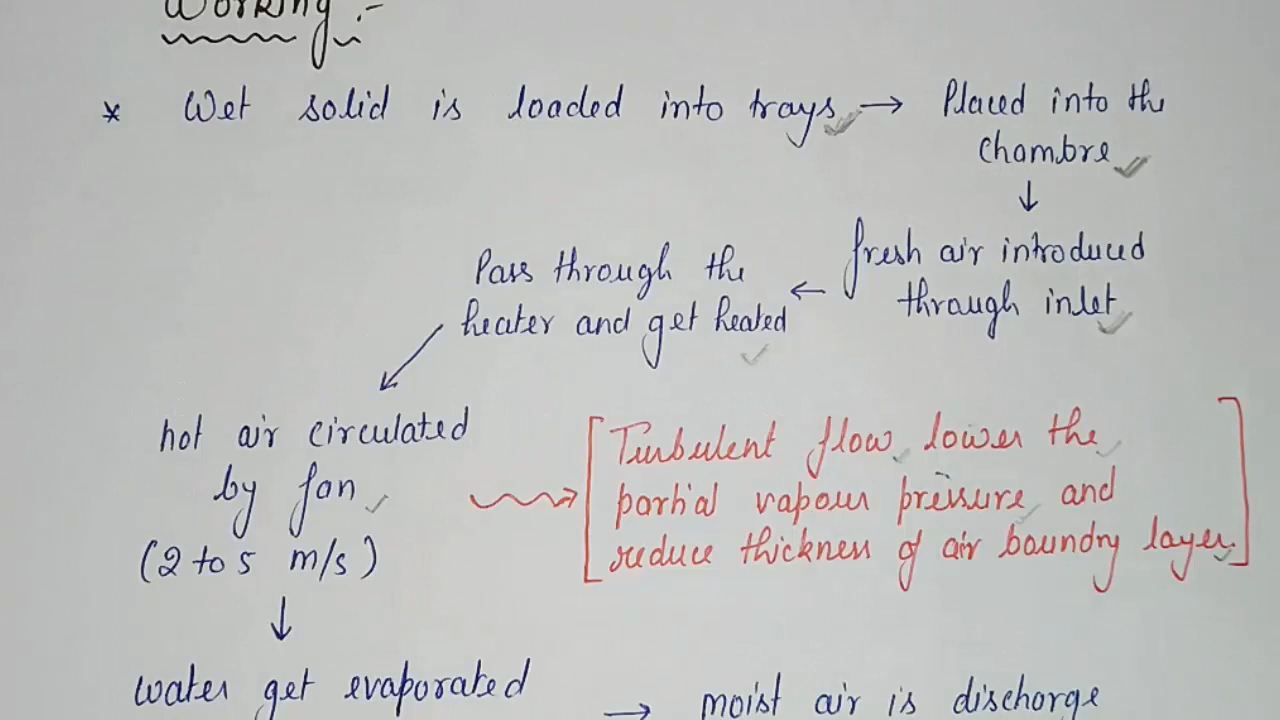 Working :-
* Wet solid is loaded into trays → Placed into the
chambre
↓
fresh air introduced
through inlet
←
Pass through the
heater and get heated
↙
hot air circulated
by fan
(2 to 5 m/s)
[Turbulent flow lower the
partial vapour pressure and
reduce thickness of air boundry layer.]
↓
water get evaporated
→ moist air is discharge